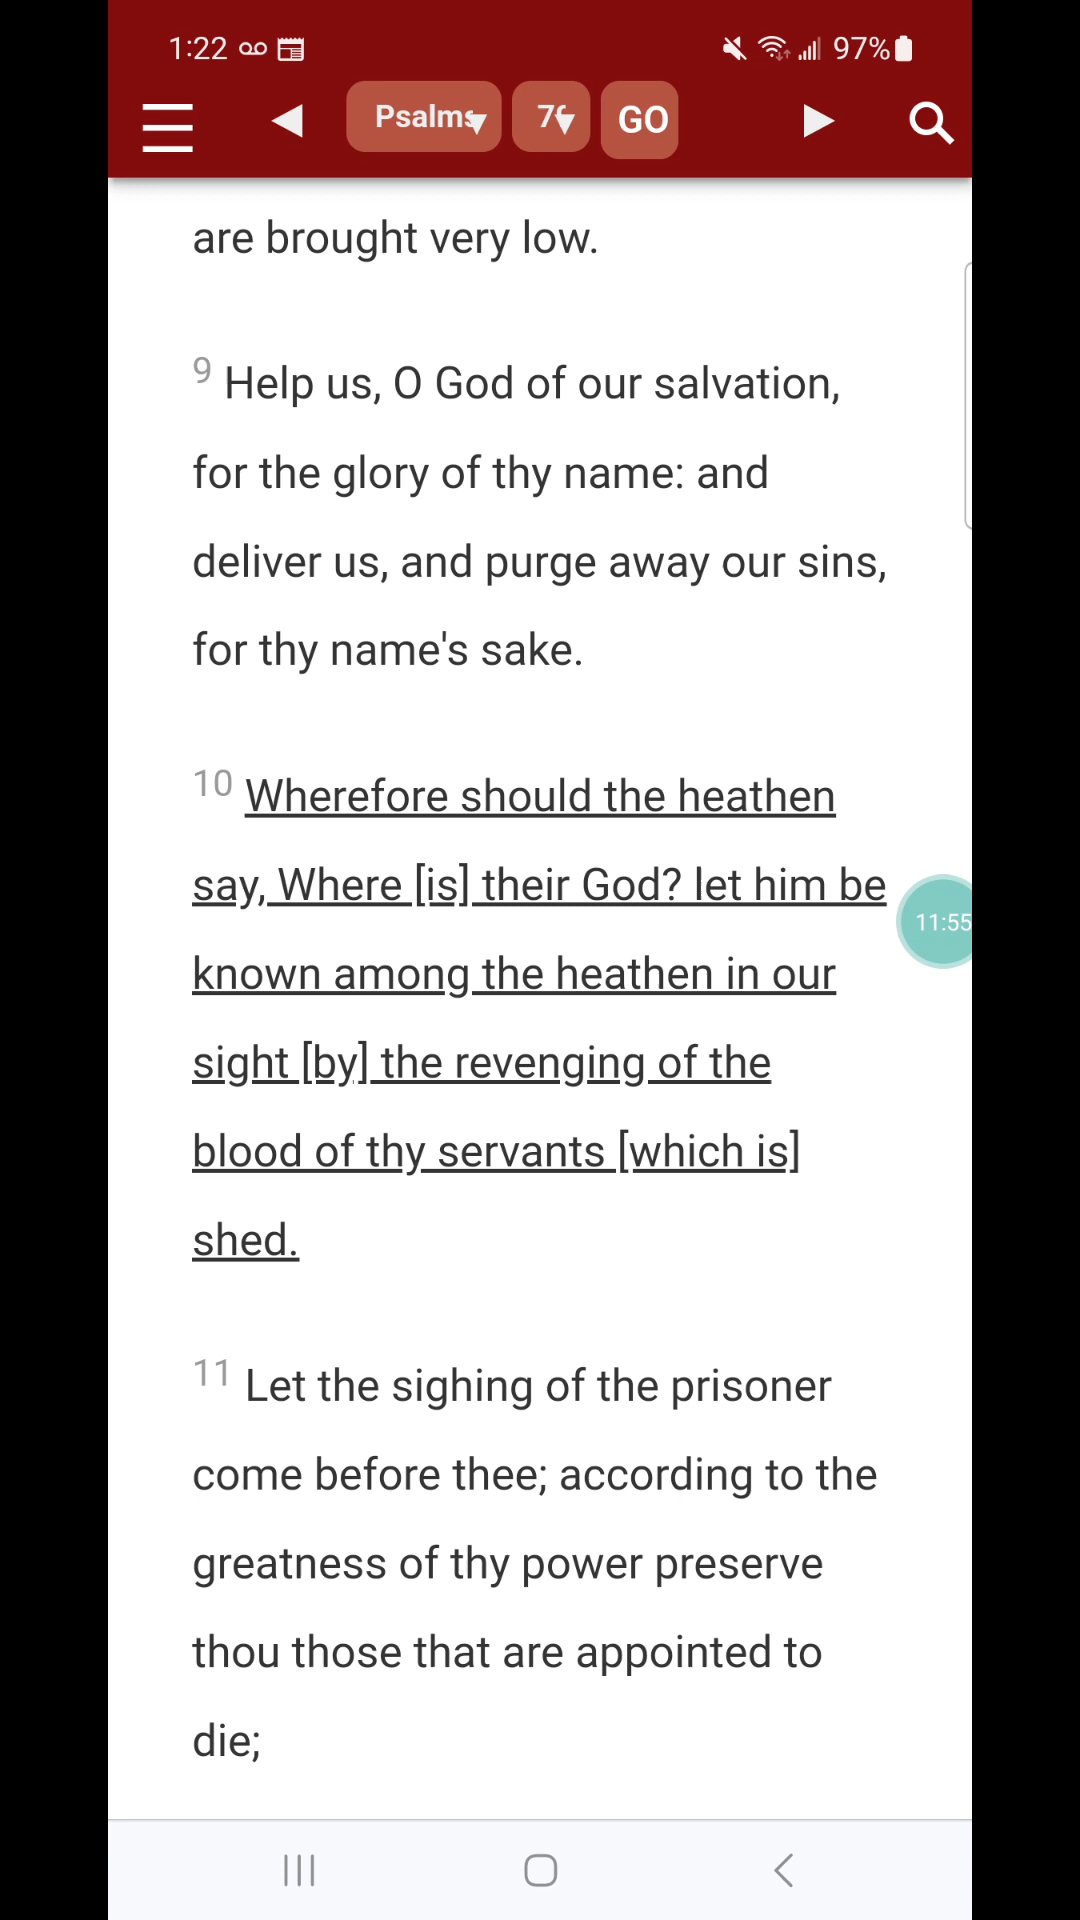 1:22 97%
Psalms GO
are brought very low.
9 Help us, O God of our salvation,
for the glory of thy name: and
deliver us, and purge away our sins,
for thy name's sake.
10 Wherefore should the heathen
say, Where [is] their God? let him be
11:55
known among the heathen in our
sight [by] the revenging of the
blood of thy servants [which is]
shed.
11 Let the sighing of the prisoner
come before thee; according to the
greatness of thy power preserve
thou those that are appointed to
die;